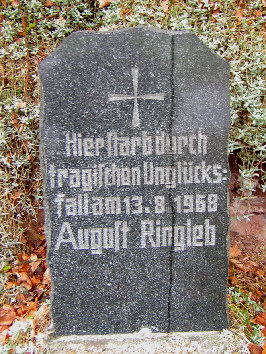 Hier starb durch
tragischen Unglücks-
fall am 13.8.1968
August Ringleb